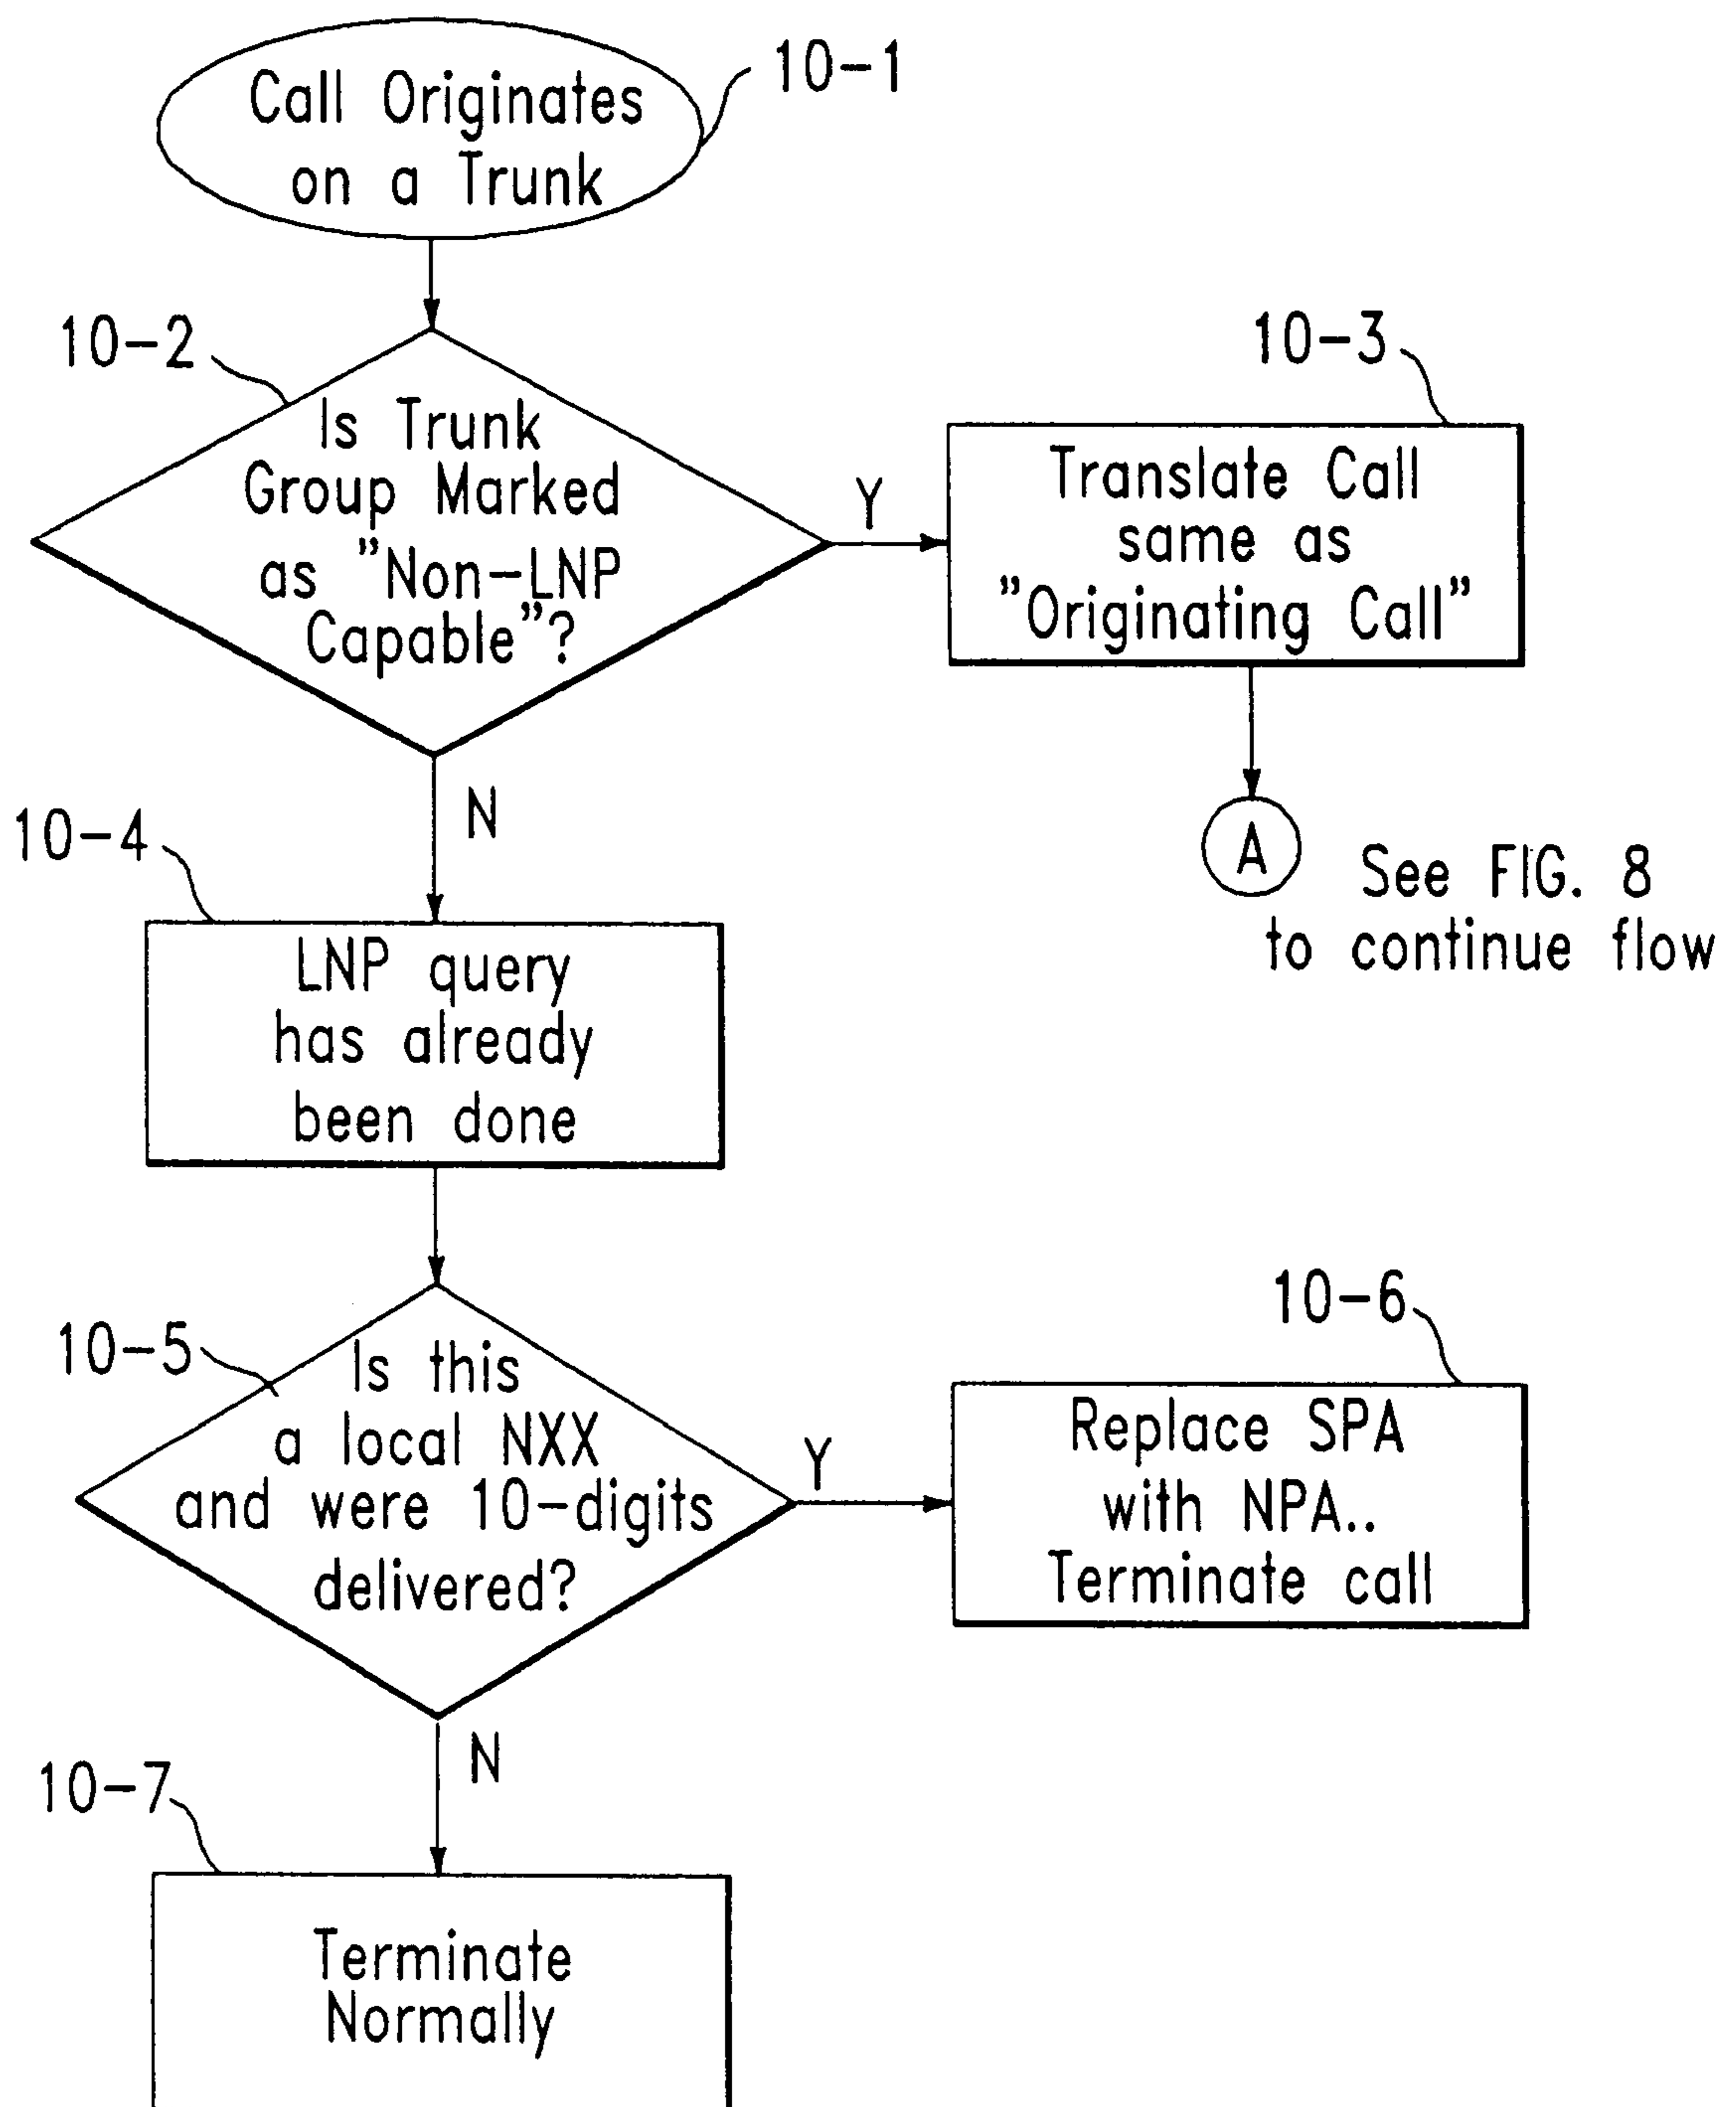 Call Originates
on a Trunk
10-1
10-2
Is Trunk
Group Marked
as "Non-LNP
Capable"?
Y
10-3
Translate Call
same as
"Originating Call"
A
See FIG. 8
to continue flow
N
10-4
LNP query
has already
been done
10-5
Is this
a local NXX
and were 10-digits
delivered?
Y
10-6
Replace SPA
with NPA..
Terminate call
N
10-7
Terminate
Normally